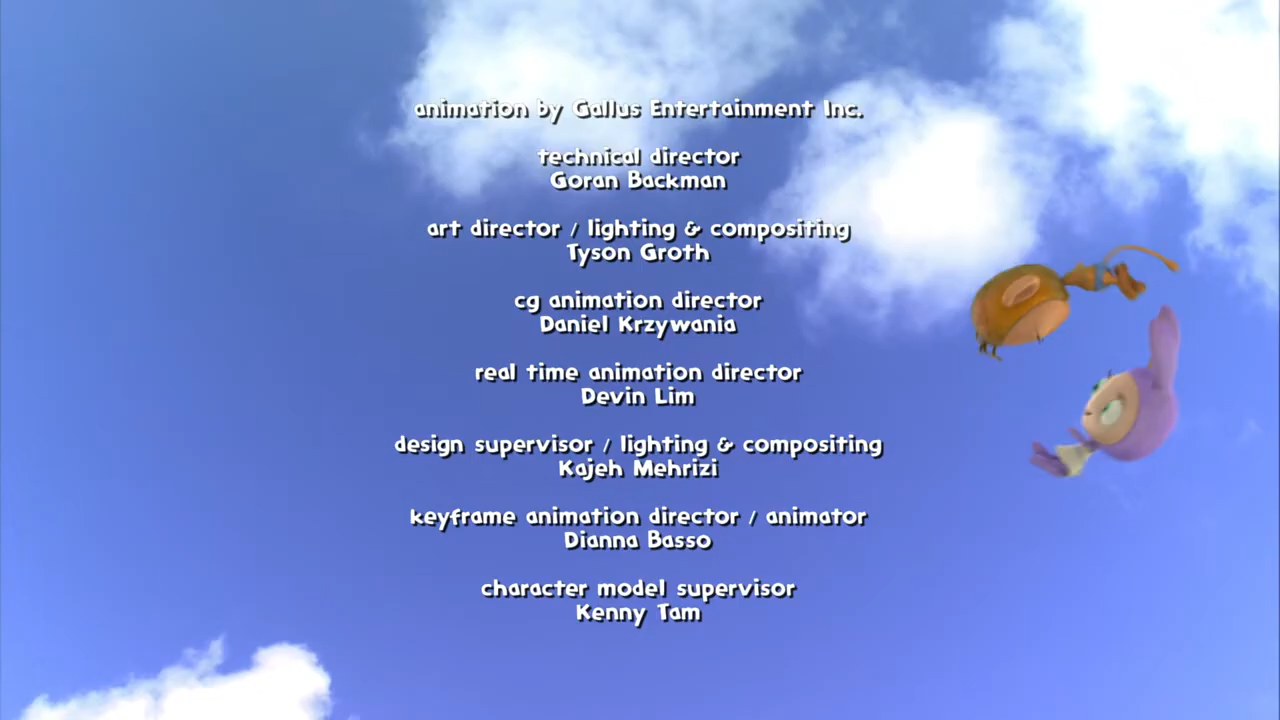 animation by Gallus Entertainment Inc.
technical director
Goran Backman
art director / lighting & compositing
Tyson Groth
cg animation director
Daniel Krzywania
real time animation director
Devin Lim
design supervisor / lighting & compositing
Kajeh Mehrizi
keyframe animation director / animator
Dianna Basso
character model supervisor
Kenny Tam